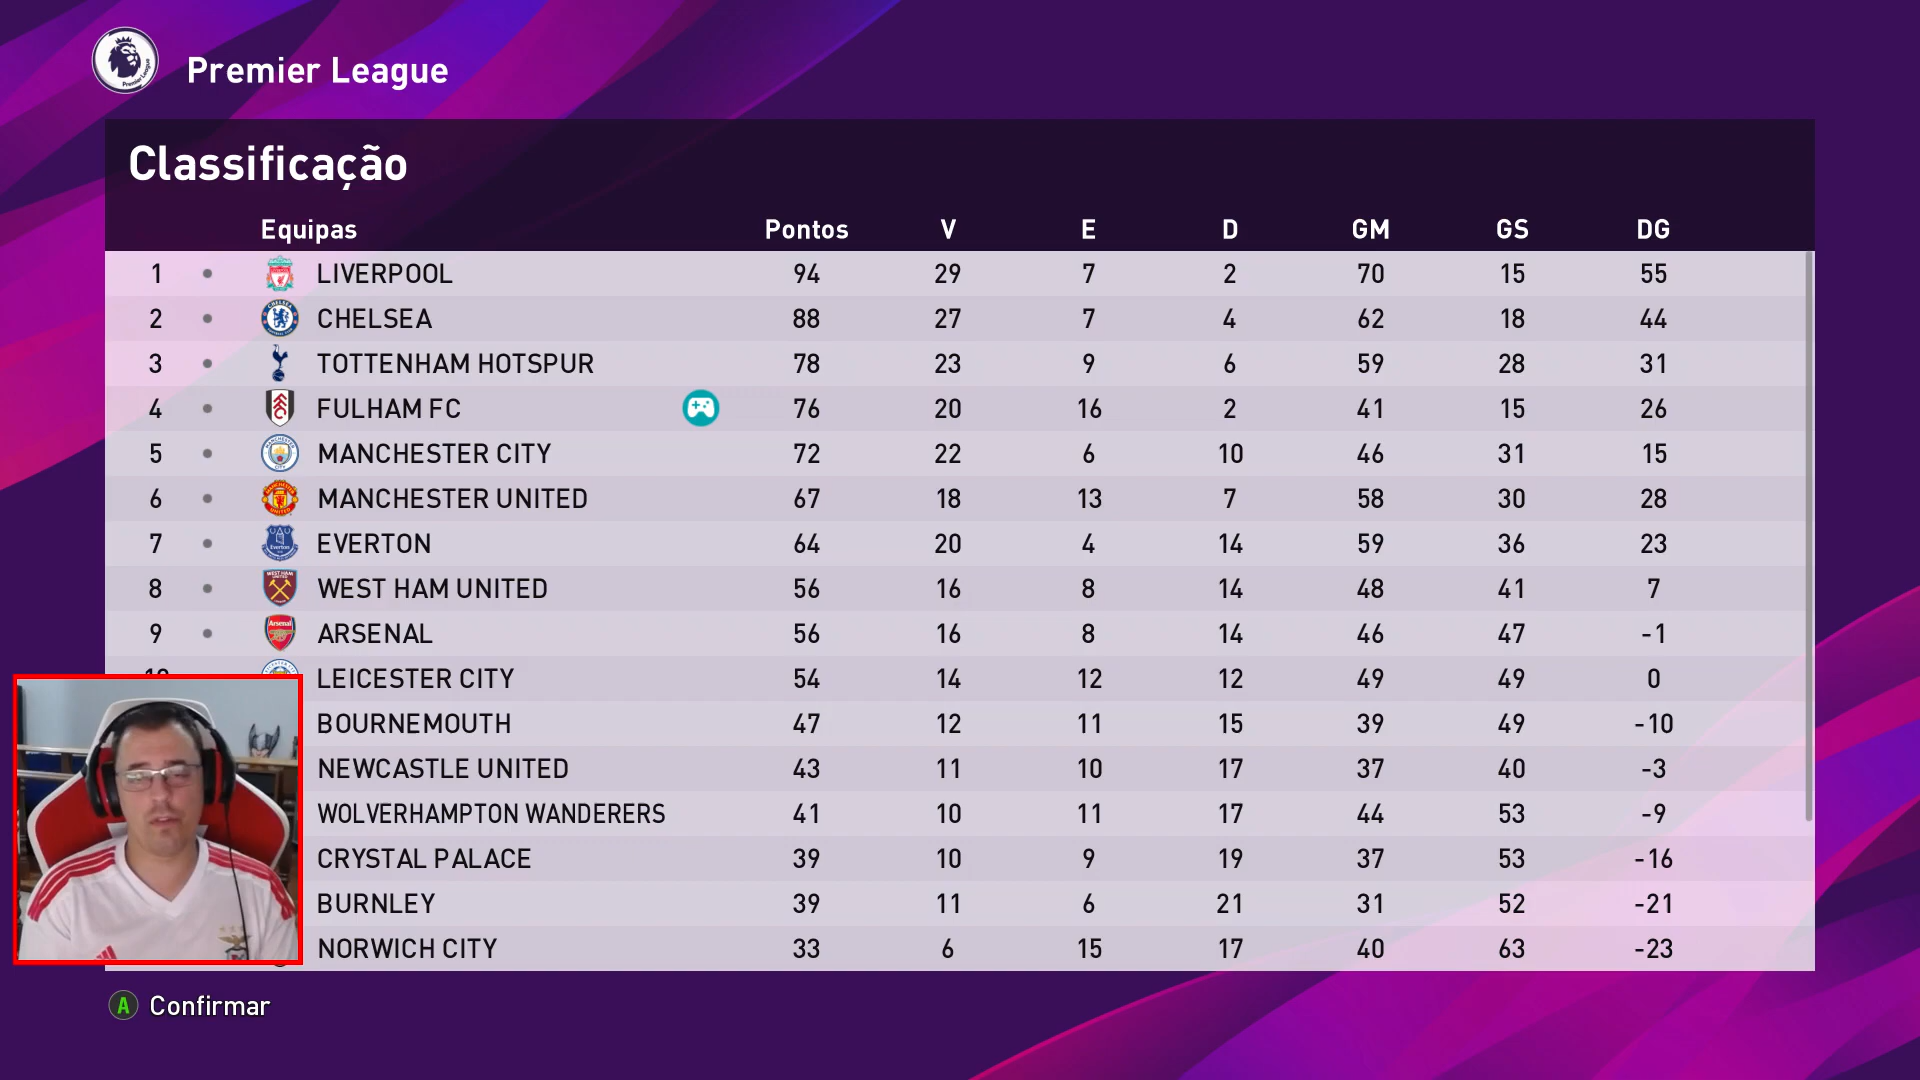 Premier League
Classificação
Equipas Pontos V E D GM GS DG
1 LIVERPOOL 94 29 7 2 70 15 55
2 CHELSEA 88 27 7 4 62 18 44
3 TOTTENHAM HOTSPUR 78 23 9 6 59 28 31
4 FULHAM FC 76 20 16 2 41 15 26
5 MANCHESTER CITY 72 22 6 10 46 31 15
6 MANCHESTER UNITED 67 18 13 7 58 30 28
7 EVERTON 64 20 4 14 59 36 23
8 WEST HAM UNITED 56 16 8 14 48 41 7
9 ARSENAL 56 16 8 14 46 47 -1
LEICESTER CITY 54 14 12 12 49 49 0
BOURNEMOUTH 47 12 11 15 39 49 -10
NEWCASTLE UNITED 43 11 10 17 37 40 -3
WOLVERHAMPTON WANDERERS 41 10 11 17 44 53 -9
CRYSTAL PALACE 39 10 9 19 37 53 -16
BURNLEY 39 11 6 21 31 52 -21
NORWICH CITY 33 6 15 17 40 63 -23
A Confirmar